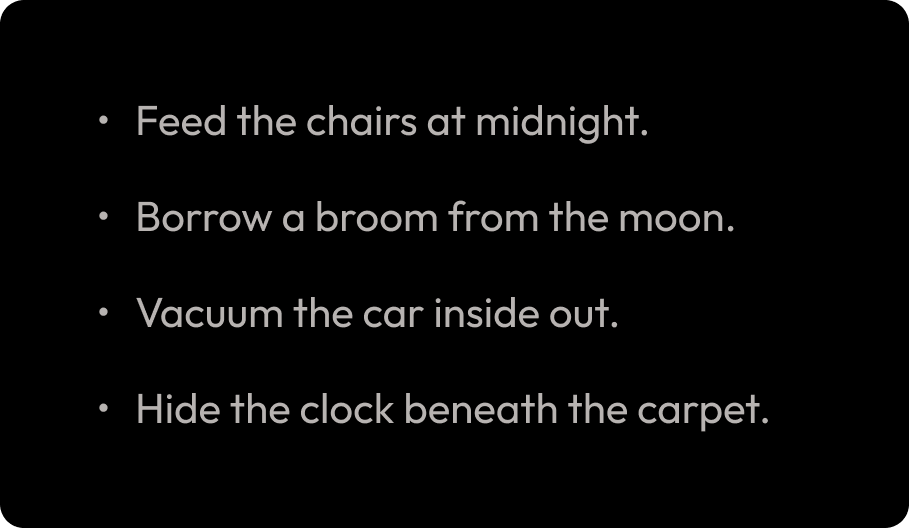 • Feed the chairs at midnight.
• Borrow a broom from the moon.
• Vacuum the car inside out.
• Hide the clock beneath the carpet.